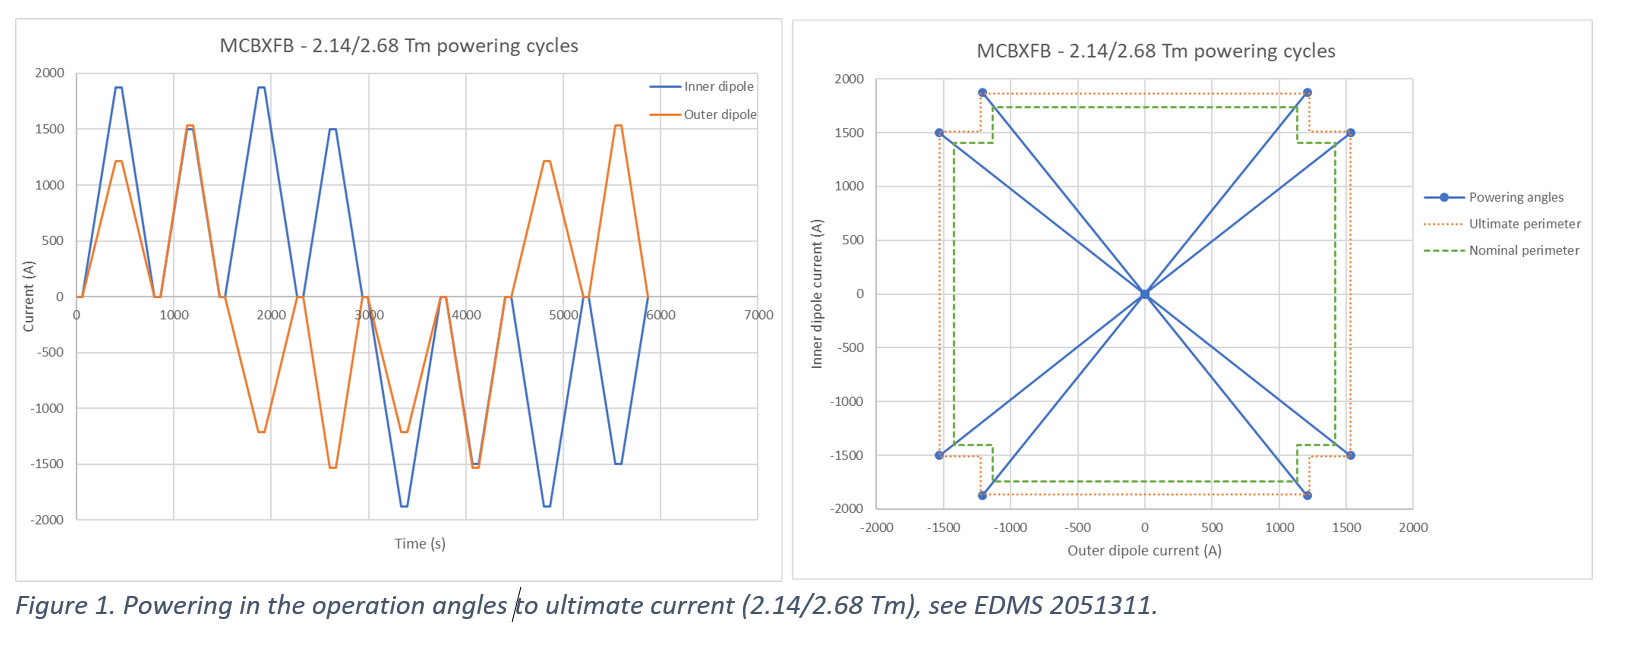 MCBXFB - 2.14/2.68 Tm powering cycles
2000
1500
1000
500
0
-500
-1000
-1500
-2000
Current (A)
0 1000 2000 3000 4000 5000 6000 7000
Time (s)
Inner dipole
Outer dipole
MCBXFB - 2.14/2.68 Tm powering cycles
2000
1500
1000
500
0
-500
-1000
-1500
-2000
Inner dipole current (A)
-2000 -1500 -1000 -500 0 500 1000 1500 2000
Outer dipole current (A)
Powering angles
Ultimate perimeter
Nominal perimeter
Figure 1. Powering in the operation angles to ultimate current (2.14/2.68 Tm), see EDMS 2051311.